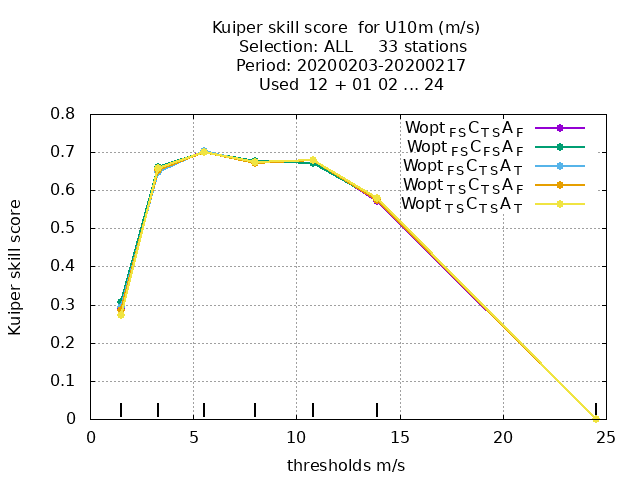 Kuiper skill score  for U10m (m/s)
Selection: ALL     33 stations
Period: 20200203-20200217
Used  12 + 01 02 ... 24
Wopt FS C TS A F
Wopt FS C FS A F
Wopt FS C TS A T
Wopt TS C TS A F
Wopt TS C TS A T
Kuiper skill score
0.8
0.7
0.6
0.5
0.4
0.3
0.2
0.1
0
0 5 10 15 20 25
thresholds m/s